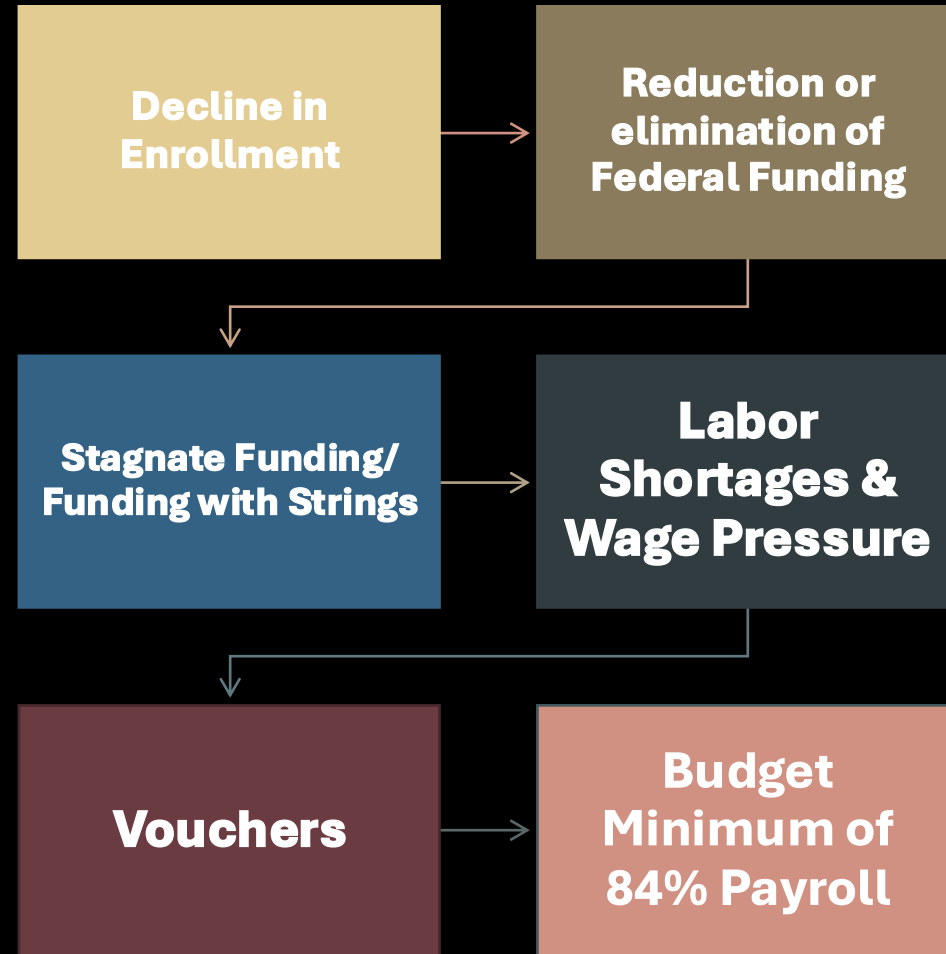 Decline in
Enrollment
Reduction or
elimination of
Federal Funding
Stagnate Funding/
Funding with Strings
Labor
Shortages &
Wage Pressure
Vouchers
Budget
Minimum of
84% Payroll